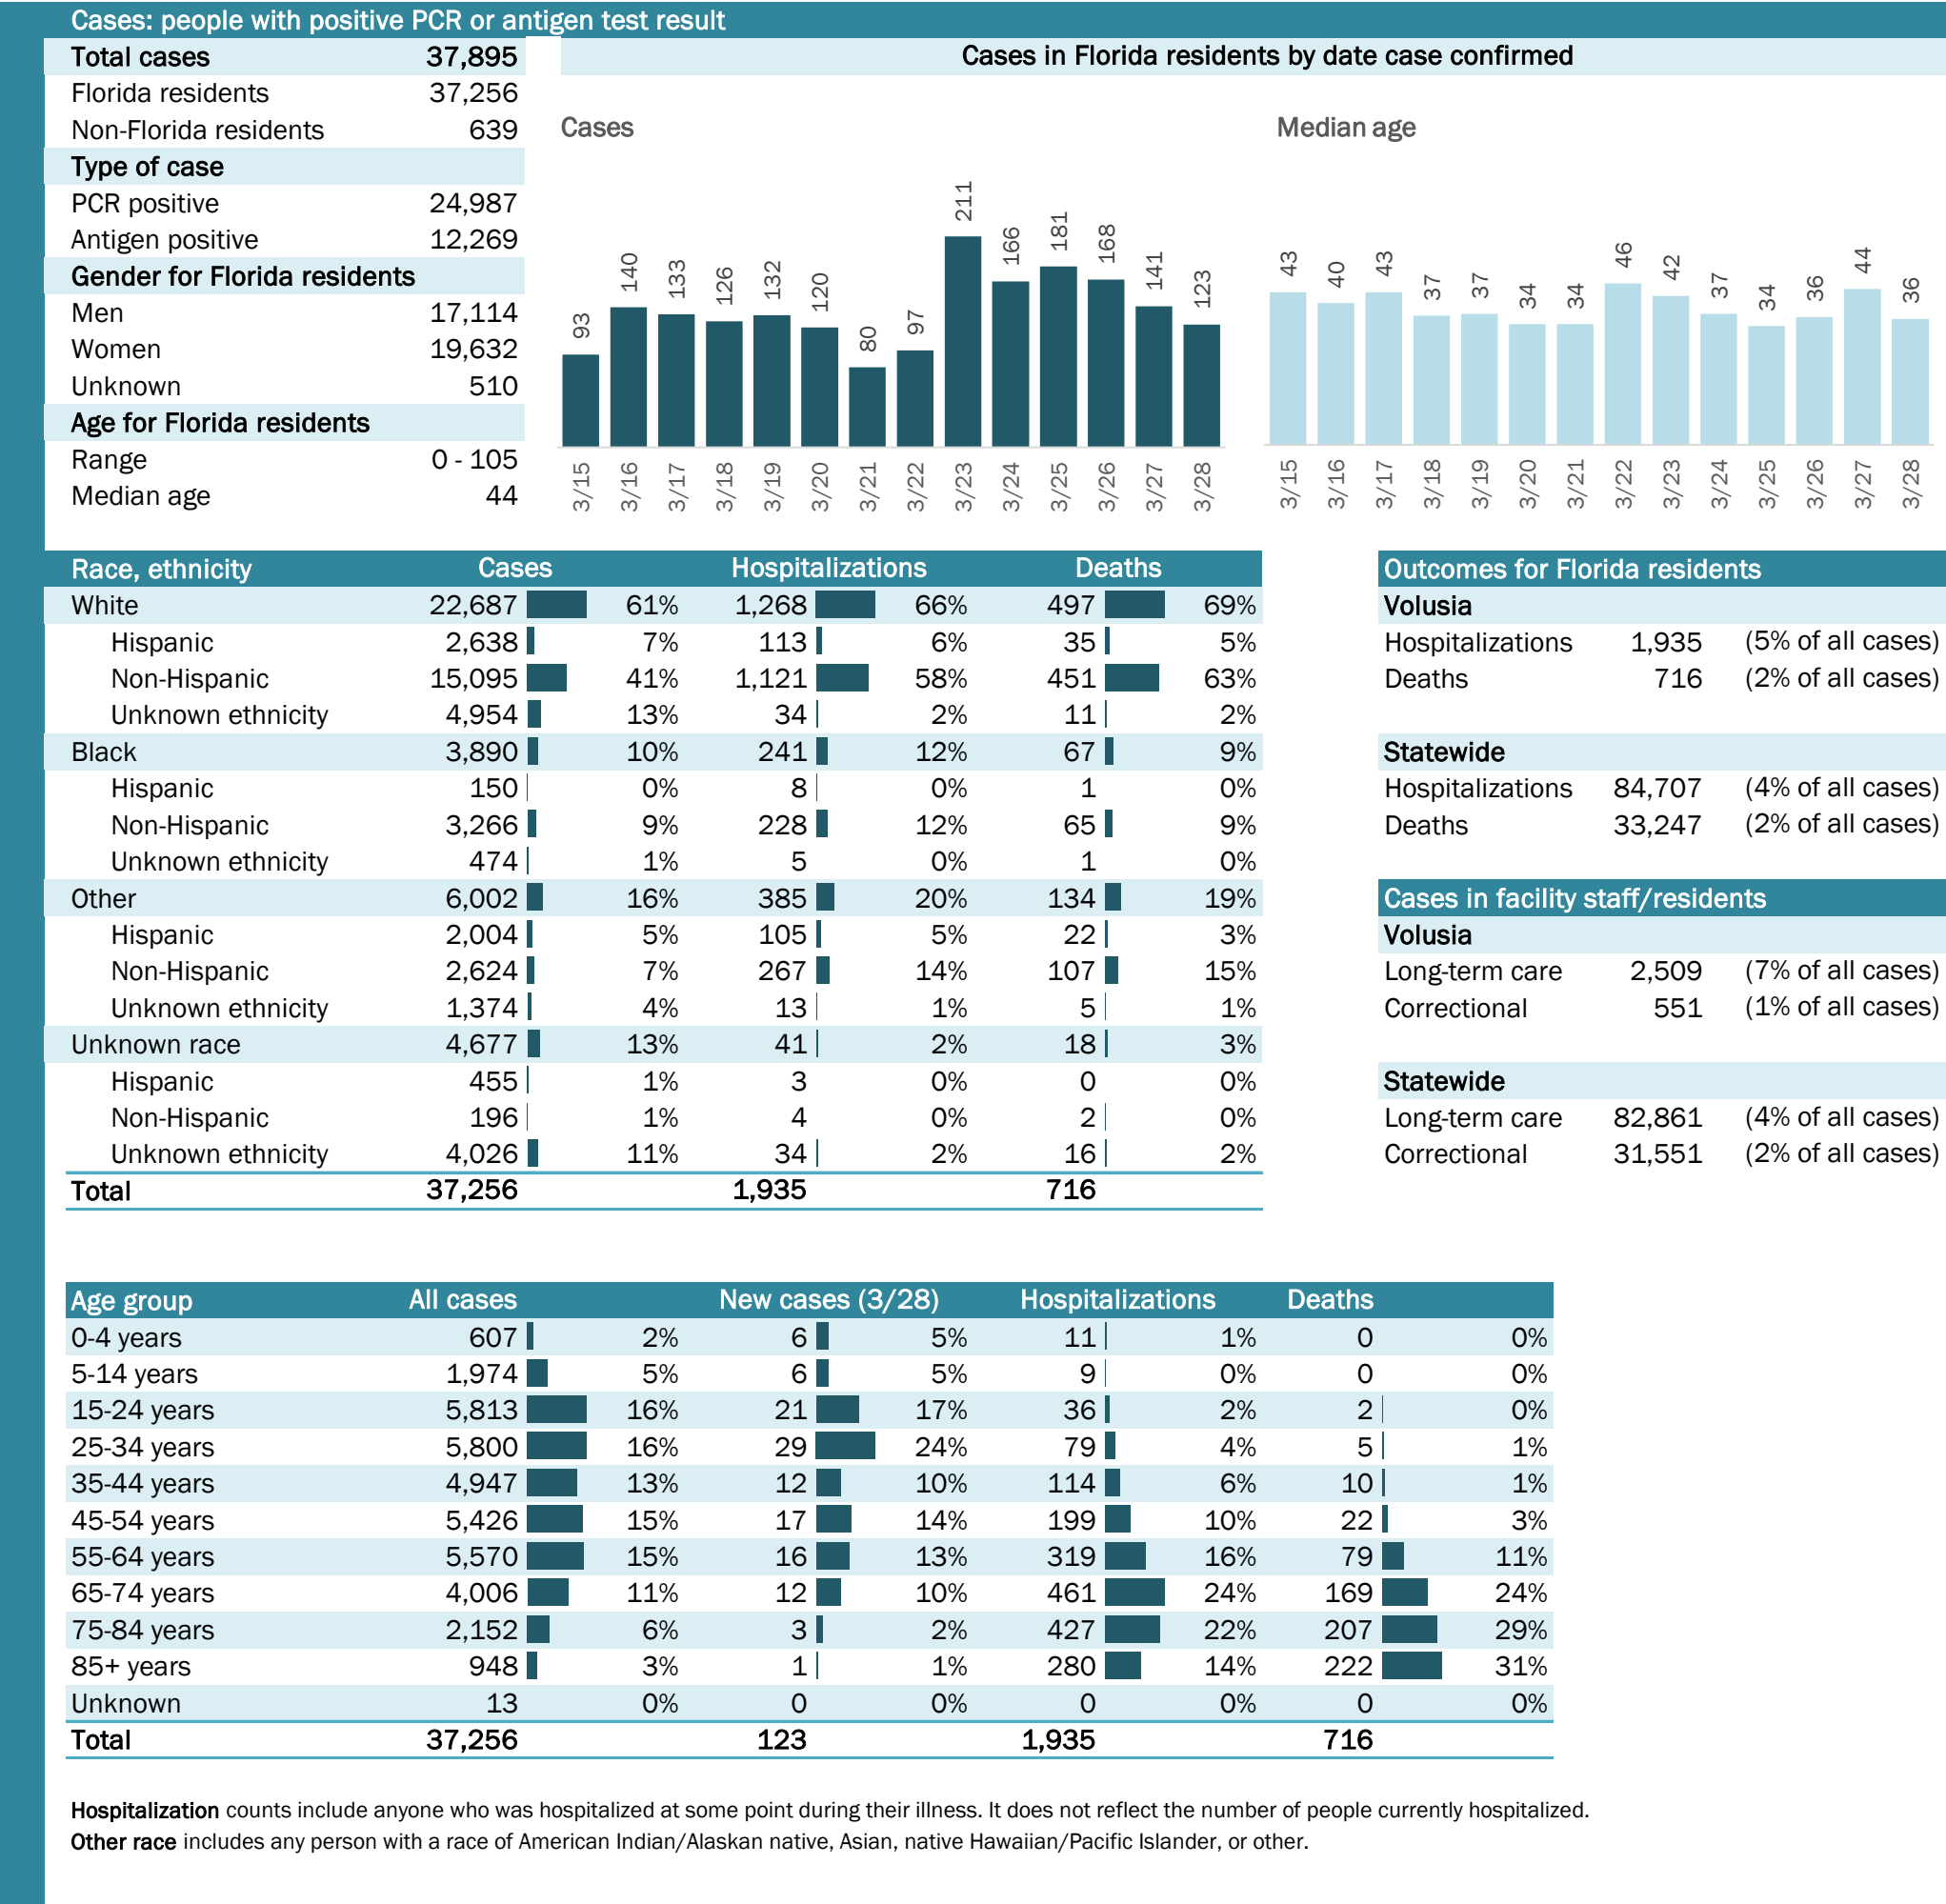 Cases: people with positive PCR or antigen test result
Total cases 37,895
Florida residents 37,256
Non-Florida residents 639
Type of case
PCR positive 24,987
Antigen positive 12,269
Gender for Florida residents
Men 17,114
Women 19,632
Unknown 510
Age for Florida residents
Range 0 - 105
Median age 44
Cases in Florida residents by date case confirmed
Cases
93 140 133 126 132 120 80 97 211 166 181 168 141 123
3/15 3/16 3/17 3/18 3/19 3/20 3/21 3/22 3/23 3/24 3/25 3/26 3/27 3/28
Median age
43 40 43 37 37 34 34 46 42 37 34 36 44 36
3/15 3/16 3/17 3/18 3/19 3/20 3/21 3/22 3/23 3/24 3/25 3/26 3/27 3/28
Race, ethnicity Cases Hospitalizations Deaths
White 22,687 61% 1,268 66% 497 69%
Hispanic 2,638 7% 113 6% 35 5%
Non-Hispanic 15,095 41% 1,121 58% 451 63%
Unknown ethnicity 4,954 13% 34 2% 11 2%
Black 3,890 10% 241 12% 67 9%
Hispanic 150 0% 8 0% 1 0%
Non-Hispanic 3,266 9% 228 12% 65 9%
Unknown ethnicity 474 1% 5 0% 1 0%
Other 6,002 16% 385 20% 134 19%
Hispanic 2,004 5% 105 5% 22 3%
Non-Hispanic 2,624 7% 267 14% 107 15%
Unknown ethnicity 1,374 4% 13 1% 5 1%
Unknown race 4,677 13% 41 2% 18 3%
Hispanic 455 1% 3 0% 0 0%
Non-Hispanic 196 1% 4 0% 2 0%
Unknown ethnicity 4,026 11% 34 2% 16 2%
Total 37,256 1,935 716
Outcomes for Florida residents
Volusia
Hospitalizations 1,935 (5% of all cases)
Deaths 716 (2% of all cases)
Statewide
Hospitalizations 84,707 (4% of all cases)
Deaths 33,247 (2% of all cases)
Cases in facility staff/residents
Volusia
Long-term care 2,509 (7% of all cases)
Correctional 551 (1% of all cases)
Statewide
Long-term care 82,861 (4% of all cases)
Correctional 31,551 (2% of all cases)
Age group All cases New cases (3/28) Hospitalizations Deaths
0-4 years 607 2% 6 5% 11 1% 0 0%
5-14 years 1,974 5% 6 5% 9 0% 0 0%
15-24 years 5,813 16% 21 17% 36 2% 2 0%
25-34 years 5,800 16% 29 24% 79 4% 5 1%
35-44 years 4,947 13% 12 10% 114 6% 10 1%
45-54 years 5,426 15% 17 14% 199 10% 22 3%
55-64 years 5,570 15% 16 13% 319 16% 79 11%
65-74 years 4,006 11% 12 10% 461 24% 169 24%
75-84 years 2,152 6% 3 2% 427 22% 207 29%
85+ years 948 3% 1 1% 280 14% 222 31%
Unknown 13 0% 0 0% 0 0% 0 0%
Total 37,256 123 1,935 716
Hospitalization counts include anyone who was hospitalized at some point during their illness. It does not reflect the number of people currently hospitalized.
Other race includes any person with a race of American Indian/Alaskan native, Asian, native Hawaiian/Pacific Islander, or other.